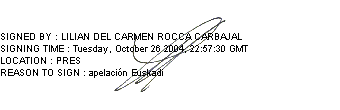 SIGNED BY : LILIAN DEL CARMEN ROCCA CARBAJAL
SIGNING TIME : Tuesday, October 26 2004, 22:57:30 GMT
LOCATION : PRES
REASON TO SIGN : apelación Euskadi